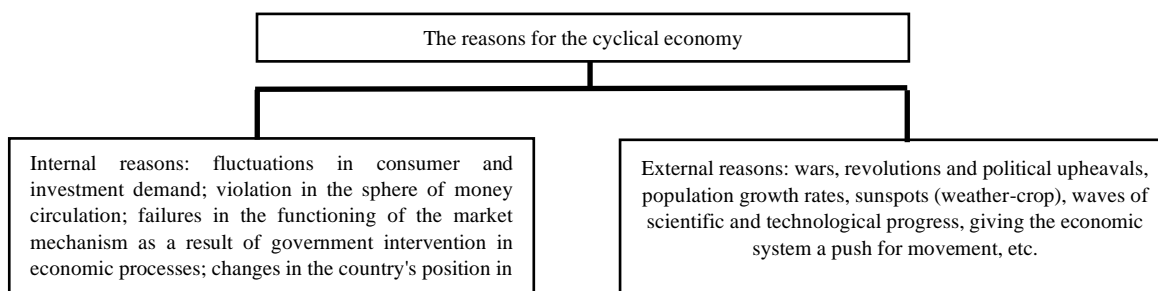 The reasons for the cyclical economy
Internal reasons: fluctuations in consumer and
investment demand; violation in the sphere of money
circulation; failures in the functioning of the market
mechanism as a result of government intervention in
economic processes; changes in the country's position in
External reasons: wars, revolutions and political upheavals,
population growth rates, sunspots (weather-crop), waves of
scientific and technological progress, giving the economic
system a push for movement, etc.